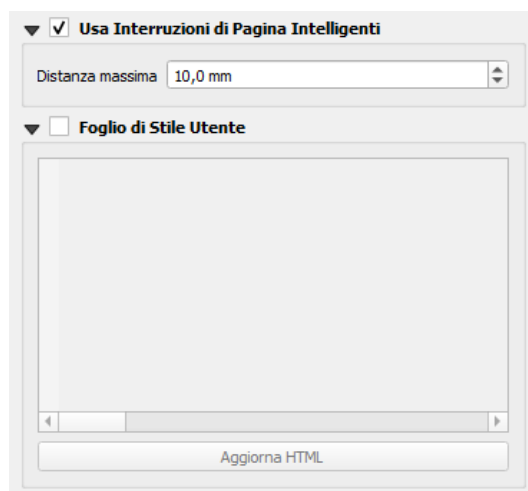 Usa Interruzioni di Pagina Intelligenti
Distanza massima 10,0 mm
Foglio di Stile Utente
Aggiorna HTML